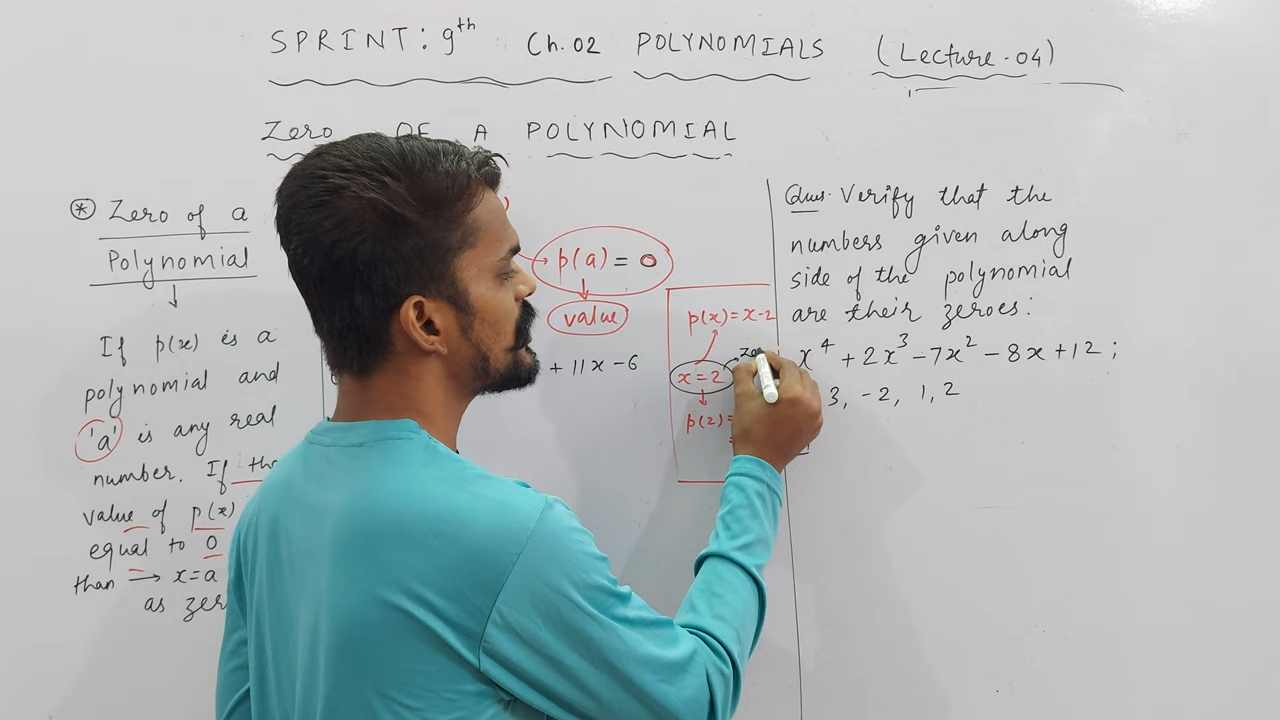 SPRINT: 9th Ch. 02 POLYNOMIALS (Lecture-04)
Zero OF A POLYNOMIAL
* Zero of a
Polynomial
If p(x) is a
polynomial and
'a' is any real
number. If the
value of p(x)
equal to 0
than → x=a
as zer
p(a) = 0
value
+ 11x - 6
p(x) = x-2
x=2
p(2)=
Ques. Verify that the
numbers given along
side of the polynomial
are their zeroes:
x⁴ + 2x³ - 7x² - 8x + 12 ;
3, -2, 1, 2